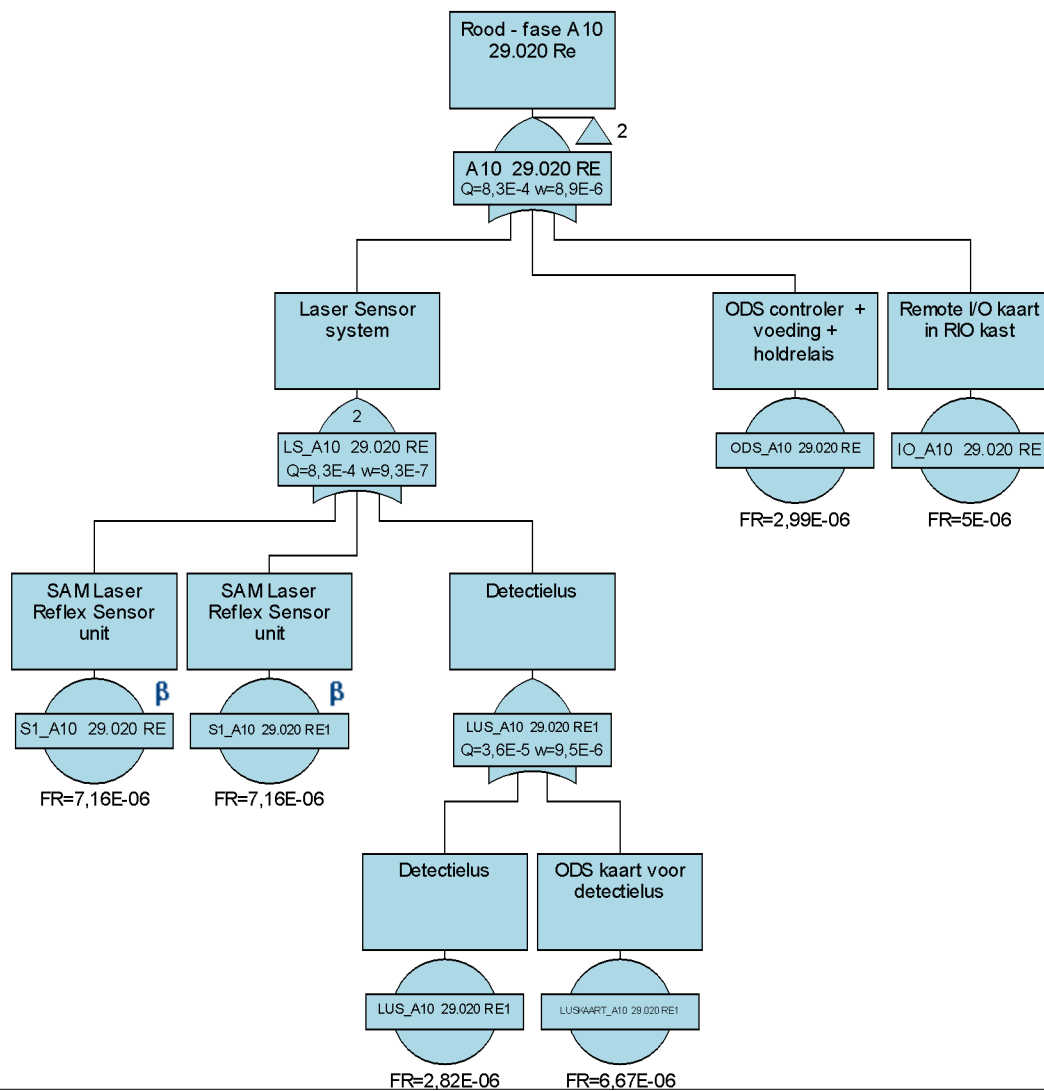 Rood - fase A10
29.020 Re
2
A10 29.020 RE
Q=8,3E-4 w=8,9E-6
Laser Sensor
system
ODS controler +
voeding +
holdrelais
Remote I/O kaart
in RIO kast
2
LS_A10 29.020 RE
Q=8,3E-4 w=9,3E-7
ODS_A10 29.020 RE
IO_A10 29.020 RE
FR=2,99E-06
FR=5E-06
SAM Laser
Reflex Sensor
unit
SAM Laser
Reflex Sensor
unit
Detectielus
β
β
S1_A10 29.020 RE
S1_A10 29.020 RE1
LUS_A10 29.020 RE1
Q=3,6E-5 w=9,5E-6
FR=7,16E-06
FR=7,16E-06
Detectielus
ODS kaart voor
detectielus
LUS_A10 29.020 RE1
LUSKAART_A10 29.020 RE1
FR=2,82E-06
FR=6,67E-06